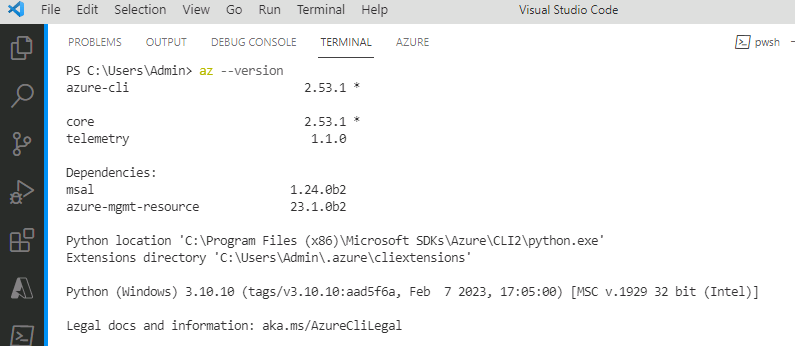 File Edit Selection View Go Run Terminal Help Visual Studio Code
PROBLEMS OUTPUT DEBUG CONSOLE TERMINAL AZURE pwsh
PS C:\Users\Admin> az --version
azure-cli 2.53.1 *
core 2.53.1 *
telemetry 1.1.0
Dependencies:
msal 1.24.0b2
azure-mgmt-resource 23.1.0b2
Python location 'C:\Program Files (x86)\Microsoft SDKs\Azure\CLI2\python.exe'
Extensions directory 'C:\Users\Admin\.azure\cliextensions'
Python (Windows) 3.10.10 (tags/v3.10.10:aad5f6a, Feb  7 2023, 17:05:00) [MSC v.1929 32 bit (Intel)]
Legal docs and information: aka.ms/AzureCliLegal